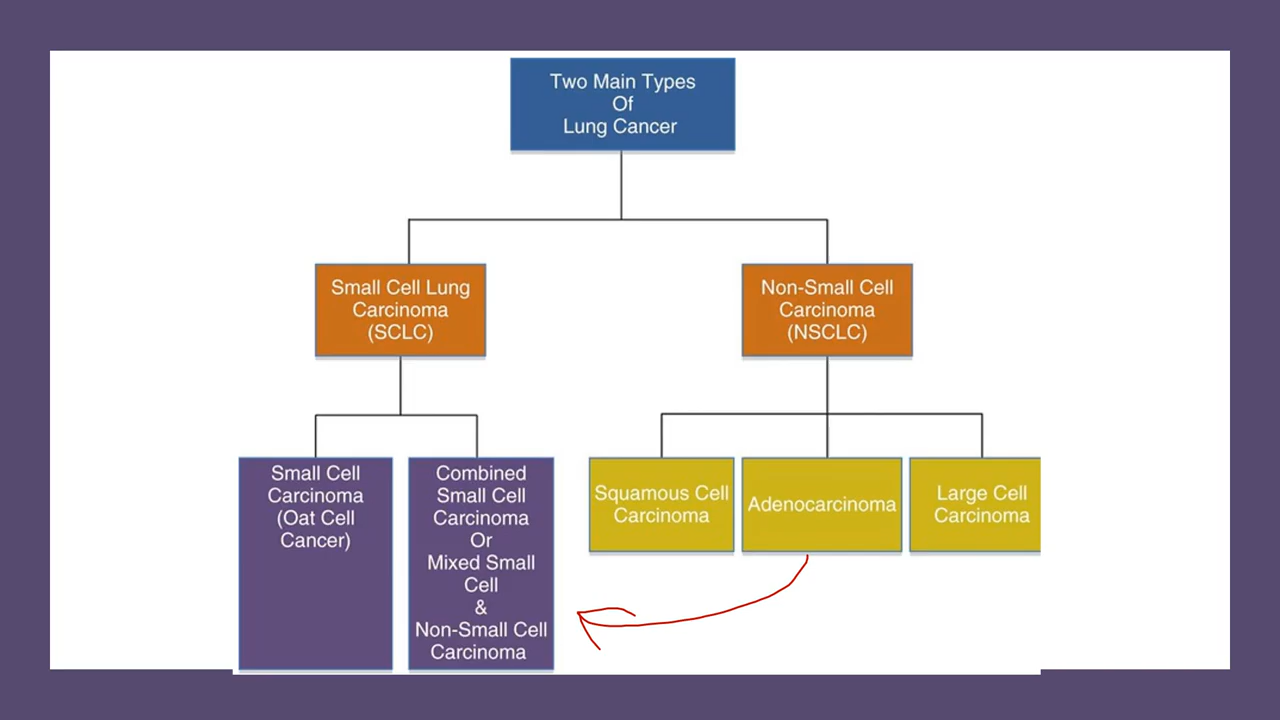 Two Main Types
Of
Lung Cancer
Small Cell Lung
Carcinoma
(SCLC)
Non-Small Cell
Carcinoma
(NSCLC)
Small Cell
Carcinoma
(Oat Cell
Cancer)
Combined
Small Cell
Carcinoma
Or
Mixed Small
Cell
&
Non-Small Cell
Carcinoma
Squamous Cell
Carcinoma
Adenocarcinoma
Large Cell
Carcinoma